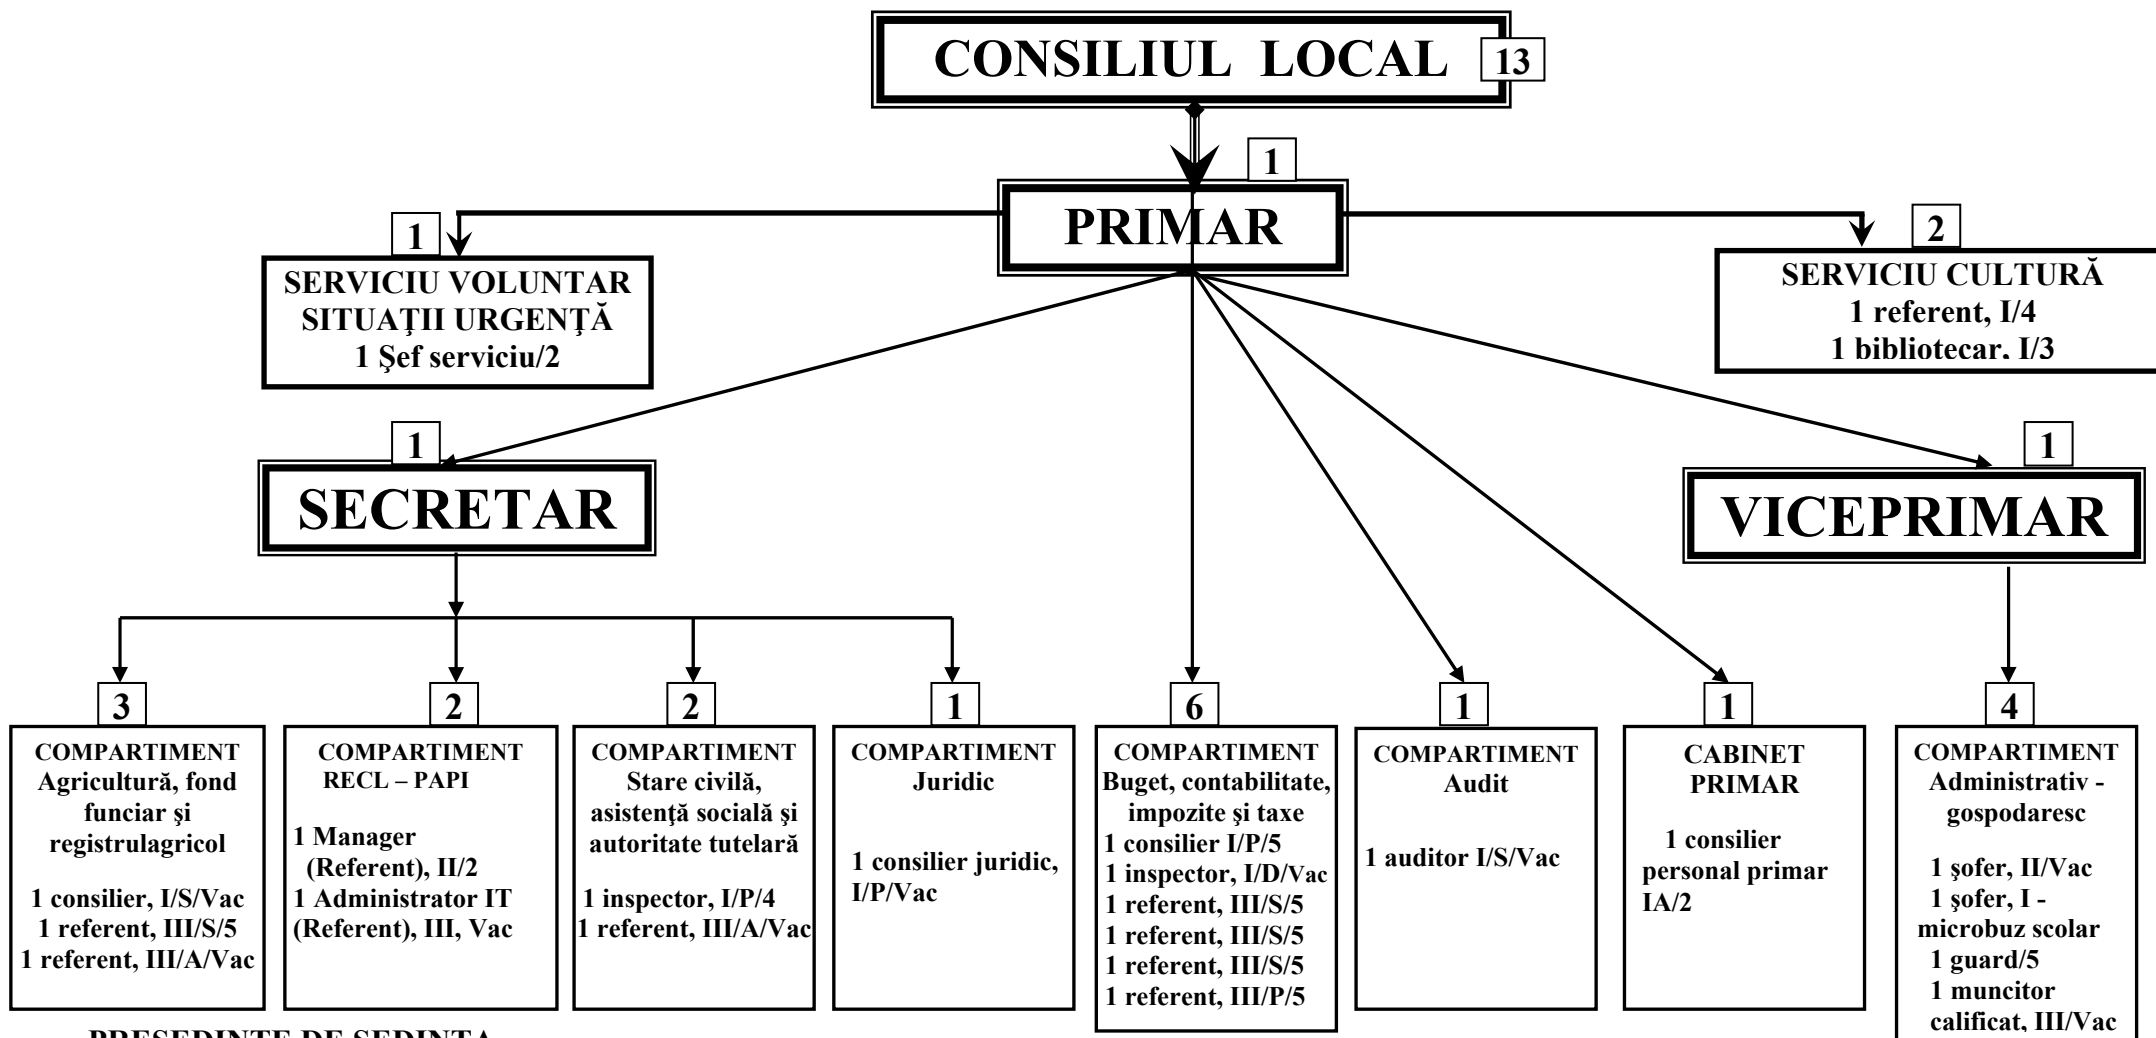 CONSILIUL LOCAL
13
1
PRIMAR
1
SERVICIU VOLUNTAR
SITUAŢII URGENŢĂ
1 Şef serviciu/2
2
SERVICIU CULTURĂ
1 referent, I/4
1 bibliotecar, I/3
1
SECRETAR
1
VICEPRIMAR
3
COMPARTIMENT
Agricultură, fond
funciar şi
registrulagricol
1 consilier, I/S/Vac
1 referent, III/S/5
1 referent, III/A/Vac
2
COMPARTIMENT
RECL – PAPI
1 Manager
(Referent), II/2
1 Administrator IT
(Referent), III, Vac
2
COMPARTIMENT
Stare civilă,
asistenţă socială şi
autoritate tutelară
1 inspector, I/P/4
1 referent, III/A/Vac
1
COMPARTIMENT
Juridic
1 consilier juridic,
I/P/Vac
6
COMPARTIMENT
Buget, contabilitate,
impozite şi taxe
1 consilier I/P/5
1 inspector, I/D/Vac
1 referent, III/S/5
1 referent, III/S/5
1 referent, III/S/5
1 referent, III/P/5
1
COMPARTIMENT
Audit
1 auditor I/S/Vac
1
CABINET
PRIMAR
1 consilier
personal primar
IA/2
4
COMPARTIMENT
Administrativ -
gospodaresc
1 şofer, II/Vac
1 şofer, I -
microbuz scolar
1 guard/5
1 muncitor
calificat, III/Vac
PRESEDINTE DE SEDINTA